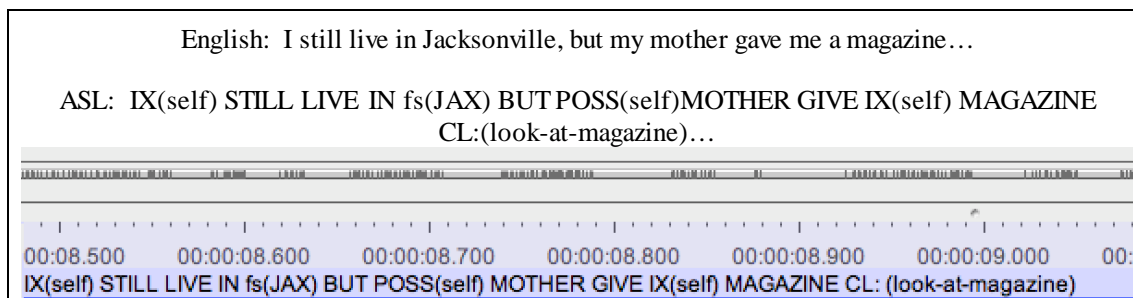 English: I still live in Jacksonville, but my mother gave me a magazine…
ASL: IX(self) STILL LIVE IN fs(JAX) BUT POSS(self)MOTHER GIVE IX(self) MAGAZINE
CL:(look-at-magazine)…
00:08.500 00:00:08.600 00:00:08.700 00:00:08.800 00:00:08.900 00:00:09.000 00:
IX(self) STILL LIVE IN fs(JAX) BUT POSS(self) MOTHER GIVE IX(self) MAGAZINE CL: (look-at-magazine)